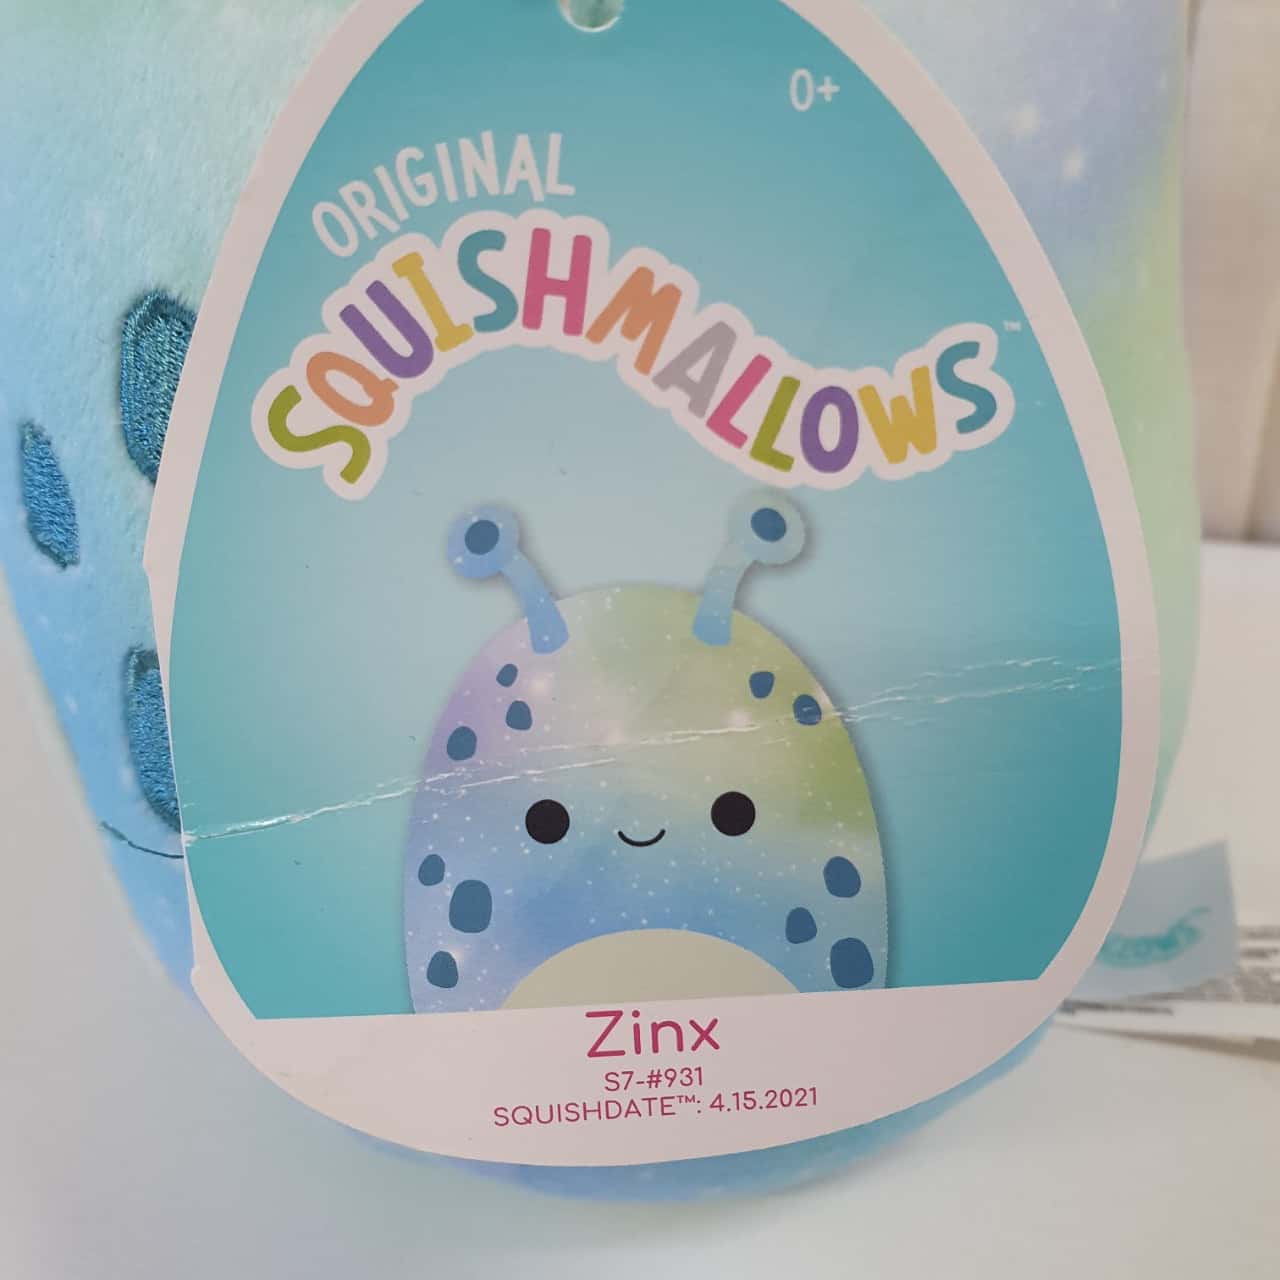 0+
ORIGINAL
SQUISHMALLOWS™
Zinx
S7-#931
SQUISHDATE™: 4.15.2021